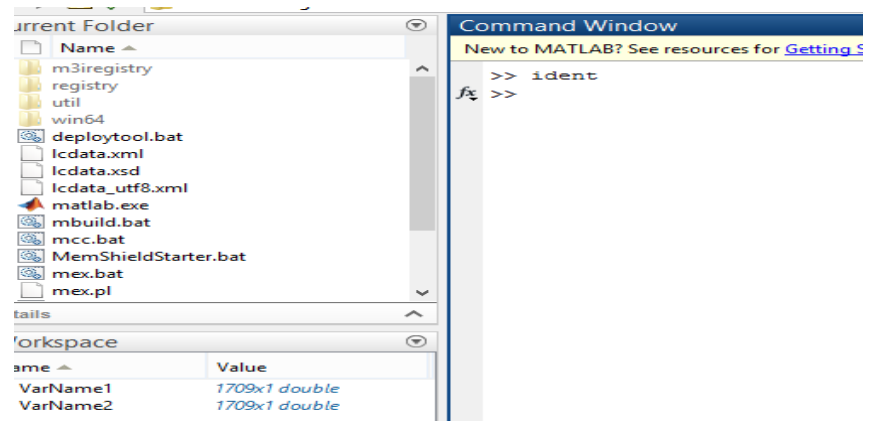 urrent Folder
Name
m3iregistry
registry
util
win64
deploytool.bat
lcdata.xml
lcdata.xsd
lcdata_utf8.xml
matlab.exe
mbuild.bat
mcc.bat
MemShieldStarter.bat
mex.bat
mex.pl
tails
orkspace
ame Value
VarName1 1709x1 double
VarName2 1709x1 double
Command Window
New to MATLAB? See resources for Getting S
>> ident
fx >>